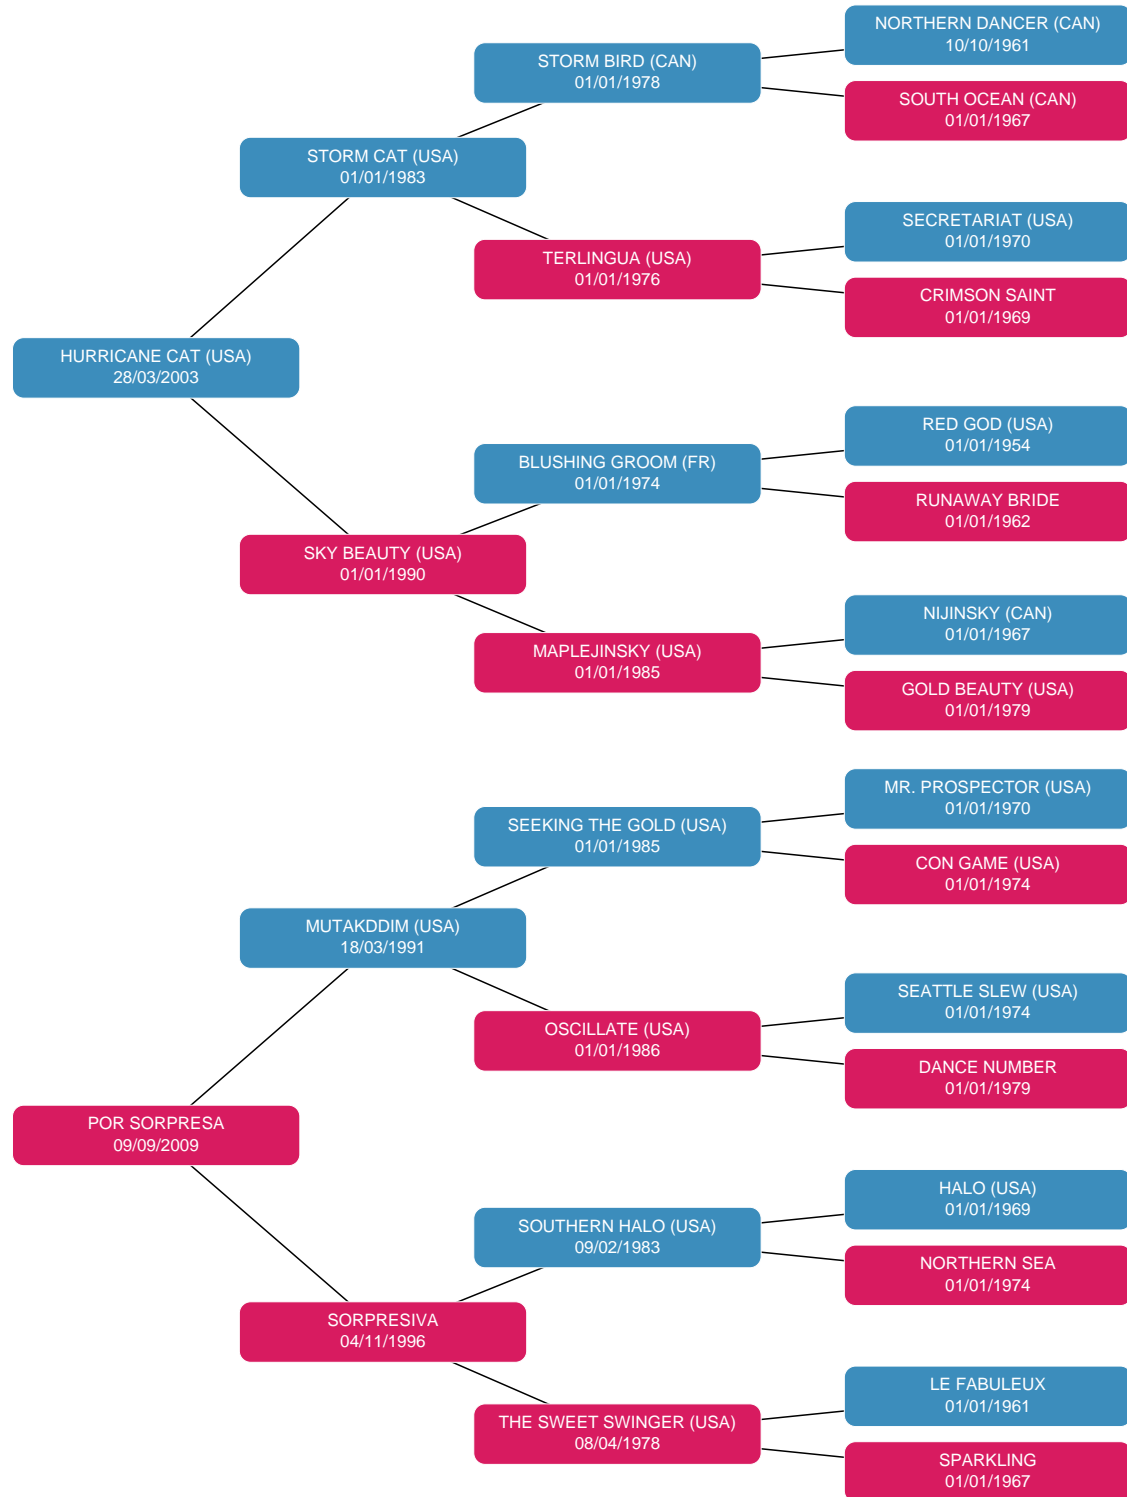 NORTHERN DANCER (CAN)
10/10/1961
STORM BIRD (CAN)
01/01/1978
SOUTH OCEAN (CAN)
01/01/1967
STORM CAT (USA)
01/01/1983
SECRETARIAT (USA)
01/01/1970
TERLINGUA (USA)
01/01/1976
CRIMSON SAINT
01/01/1969
HURRICANE CAT (USA)
28/03/2003
RED GOD (USA)
01/01/1954
BLUSHING GROOM (FR)
01/01/1974
RUNAWAY BRIDE
01/01/1962
SKY BEAUTY (USA)
01/01/1990
NIJINSKY (CAN)
01/01/1967
MAPLEJINSKY (USA)
01/01/1985
GOLD BEAUTY (USA)
01/01/1979
MR. PROSPECTOR (USA)
01/01/1970
SEEKING THE GOLD (USA)
01/01/1985
CON GAME (USA)
01/01/1974
MUTAKDDIM (USA)
18/03/1991
SEATTLE SLEW (USA)
01/01/1974
OSCILLATE (USA)
01/01/1986
DANCE NUMBER
01/01/1979
POR SORPRESA
09/09/2009
HALO (USA)
01/01/1969
SOUTHERN HALO (USA)
09/02/1983
NORTHERN SEA
01/01/1974
SORPRESIVA
04/11/1996
LE FABULEUX
01/01/1961
THE SWEET SWINGER (USA)
08/04/1978
SPARKLING
01/01/1967